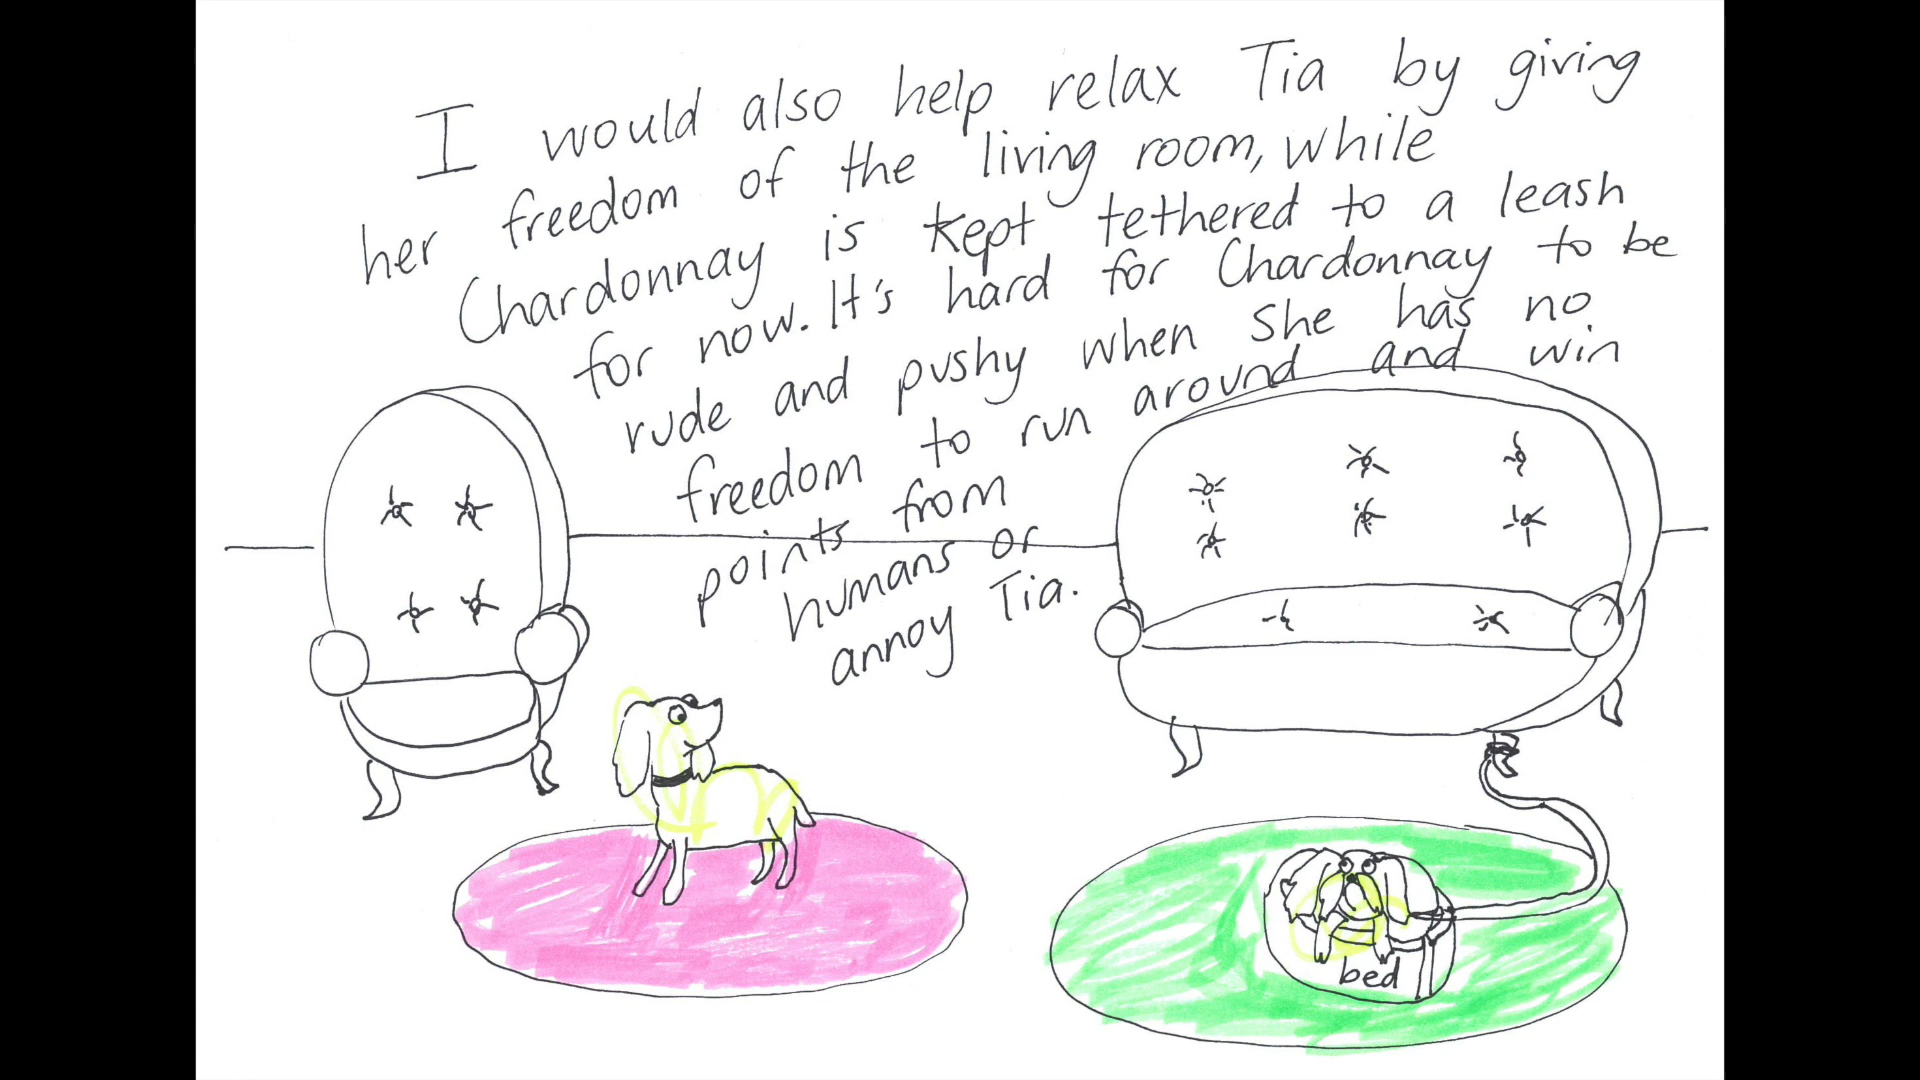 I would also help relax Tia by giving
her freedom of the living room, while
Chardonnay is kept tethered to a leash
for now. It's hard for Chardonnay to be
rude and pushy when she has no
freedom to run around and win
points from
humans or
annoy Tia.
bed